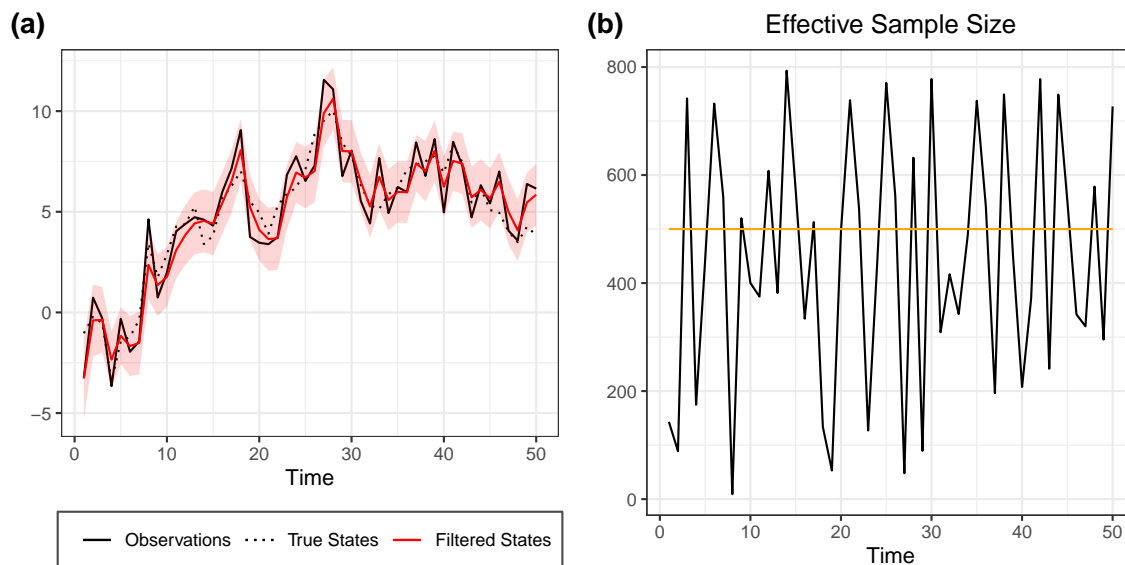 (a)
10
5
0
−5
0 10 20 30 40 50
Time
Observations True States Filtered States
(b) Effective Sample Size
800
600
400
200
0
0 10 20 30 40 50
Time